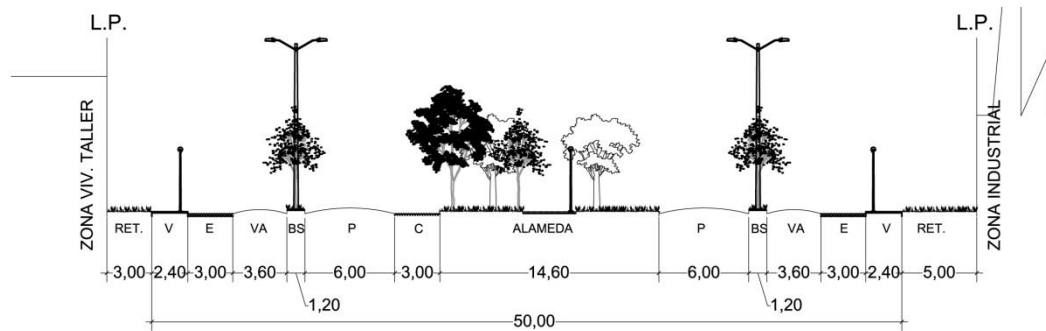 L.P. L.P.
ZONA VIV. TALLER
ZONA INDUSTRIAL
RET. V E VA BS P C ALAMEDA P BS VA E V RET.
3,00 2,40 3,00 3,60 6,00 3,00 14,60 6,00 3,60 3,00 2,40 5,00
1,20 1,20
50,00